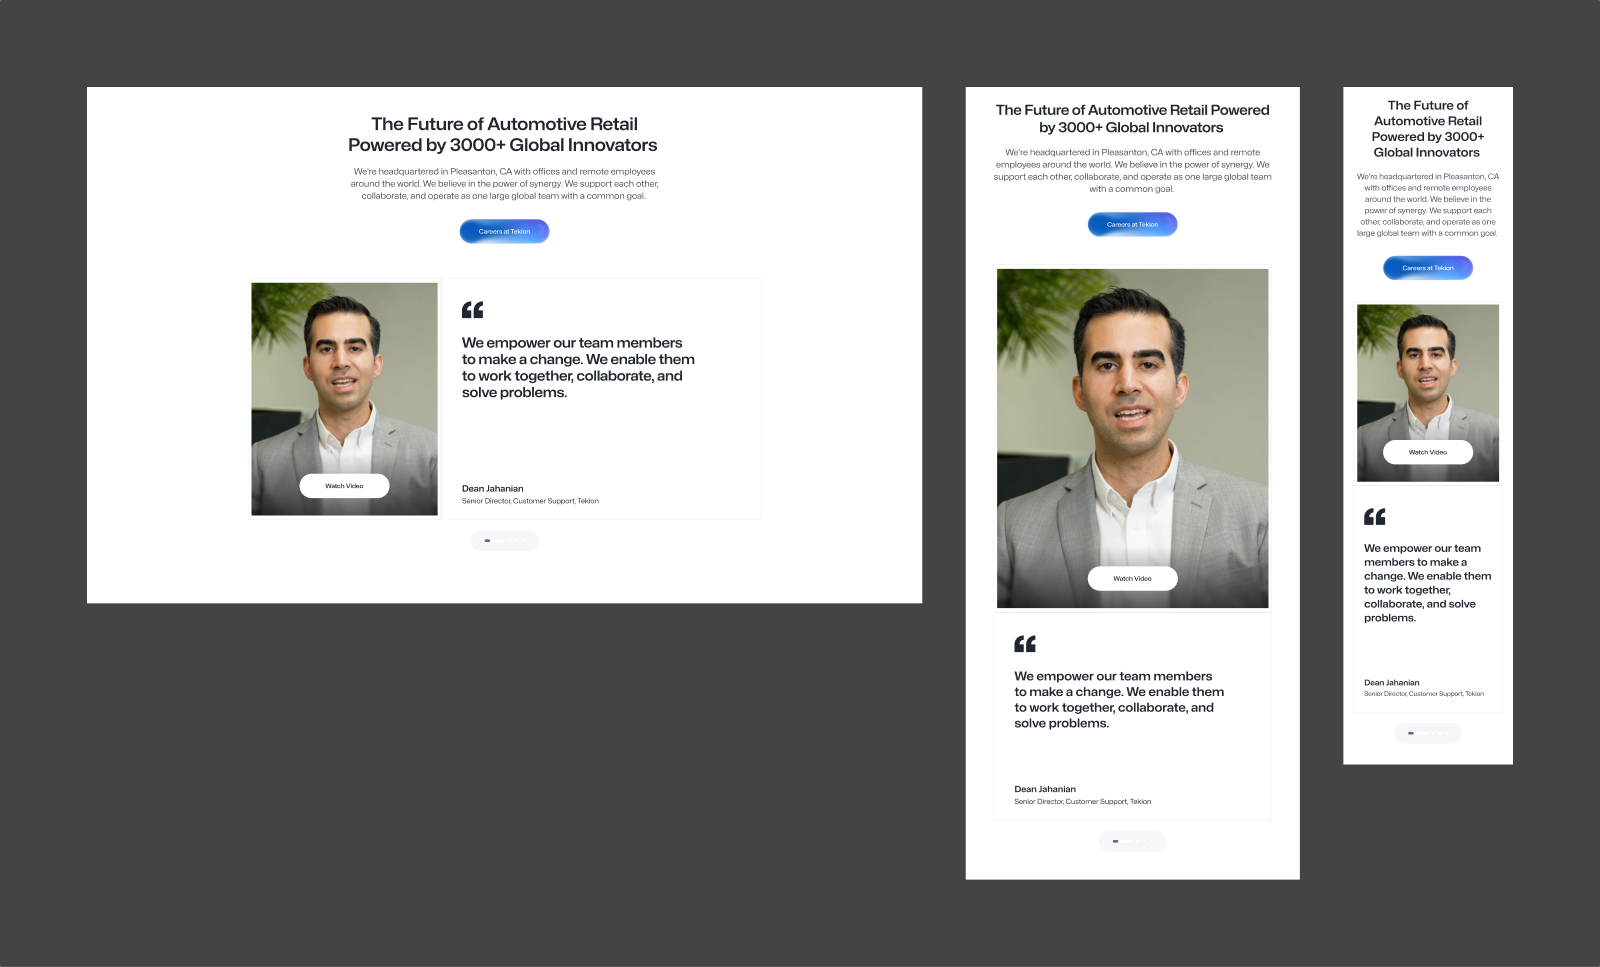 The Future of Automotive Retail
Powered by 3000+ Global Innovators
We're headquartered in Pleasanton, CA with offices and remote employees
around the world. We believe in the power of synergy. We support each other,
collaborate, and operate as one large global team with a common goal.
Careers at Tekion
“
We empower our team members
to make a change. We enable them
to work together, collaborate, and
solve problems.
Watch Video
Dean Jahanian
Senior Director, Customer Support, Tekion
The Future of Automotive Retail Powered
by 3000+ Global Innovators
We're headquartered in Pleasanton, CA with offices and remote
employees around the world. We believe in the power of synergy. We
support each other, collaborate, and operate as one large global team
with a common goal.
Careers at Tekion
Watch Video
“
We empower our team members
to make a change. We enable them
to work together, collaborate, and
solve problems.
Dean Jahanian
Senior Director, Customer Support, Tekion
The Future of
Automotive Retail
Powered by 3000+
Global Innovators
We're headquartered in Pleasanton, CA
with offices and remote employees
around the world. We believe in the
power of synergy. We support each
other, collaborate, and operate as one
large global team with a common goal.
Careers at Tekion
Watch Video
“
We empower our team
members to make a
change. We enable them
to work together,
collaborate, and solve
problems.
Dean Jahanian
Senior Director, Customer Support, Tekion